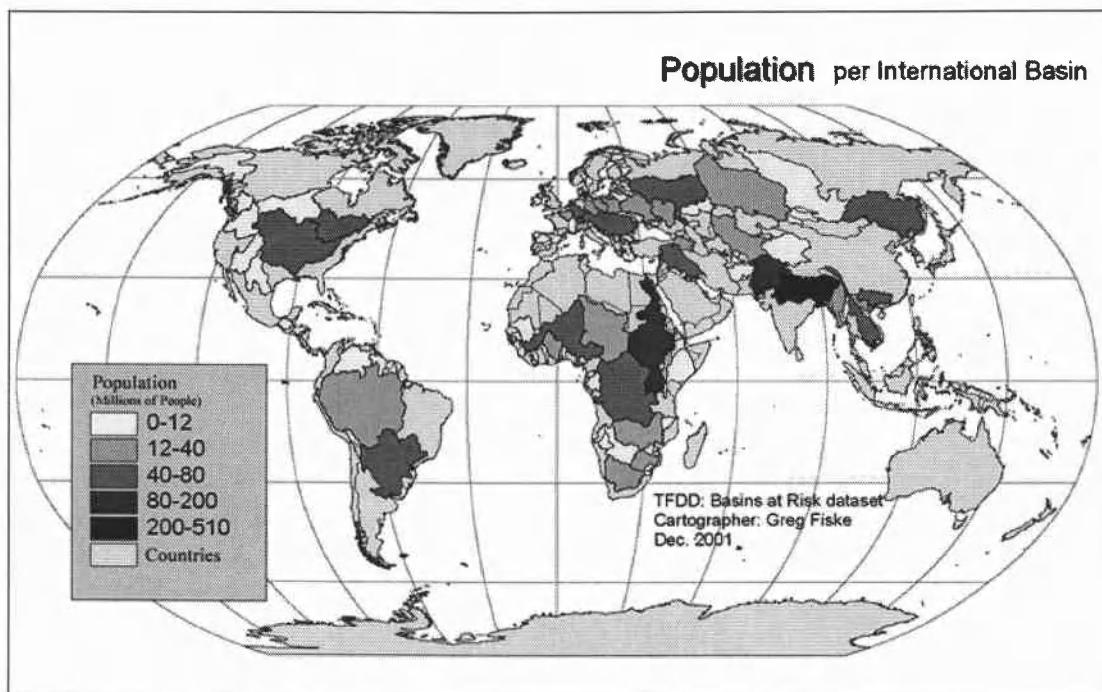 Population per International Basin
Population
(Millions of People)
0-12
12-40
40-80
80-200
200-510
Countries
TFDD: Basins at Risk dataset
Cartographer: Greg Fiske
Dec. 2001